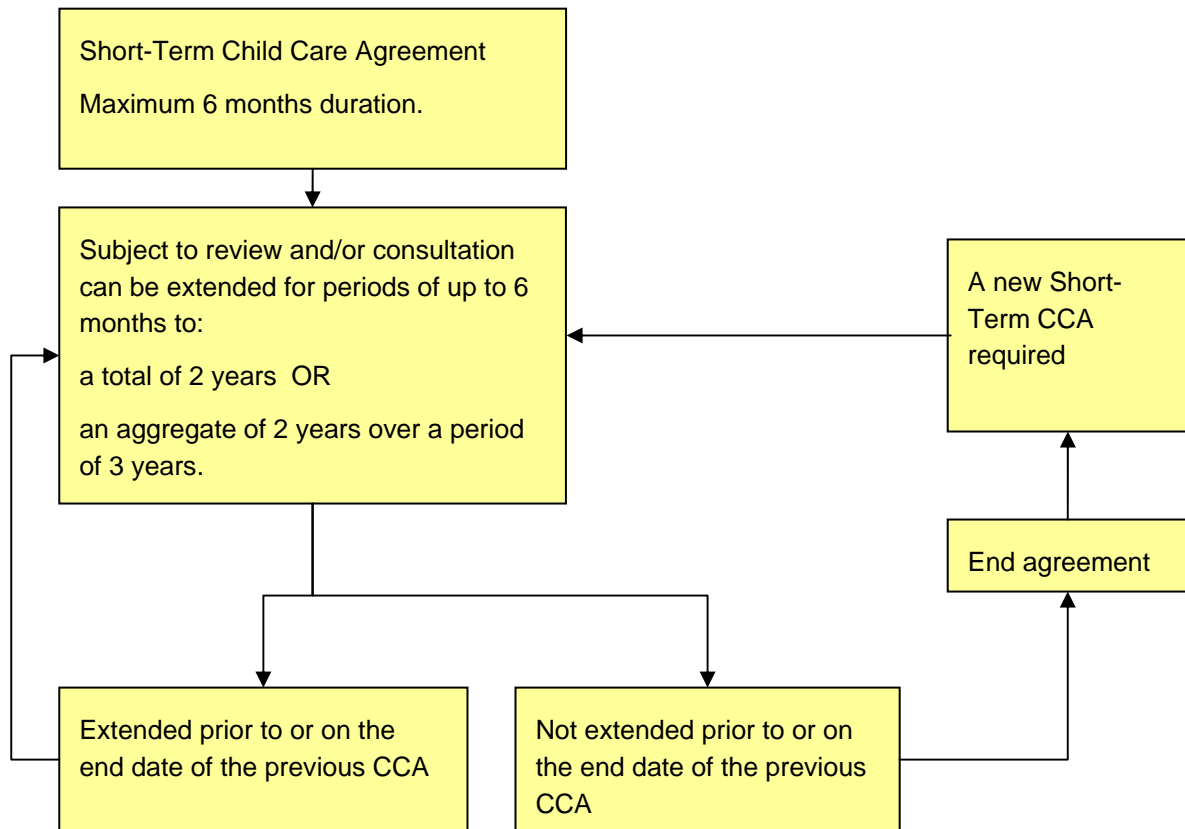 Short-Term Child Care Agreement
Maximum 6 months duration.
Subject to review and/or consultation
can be extended for periods of up to 6
months to:
a total of 2 years OR
an aggregate of 2 years over a period
of 3 years.
A new Short-
Term CCA
required
End agreement
Extended prior to or on the
end date of the previous CCA
Not extended prior to or on
the end date of the previous
CCA